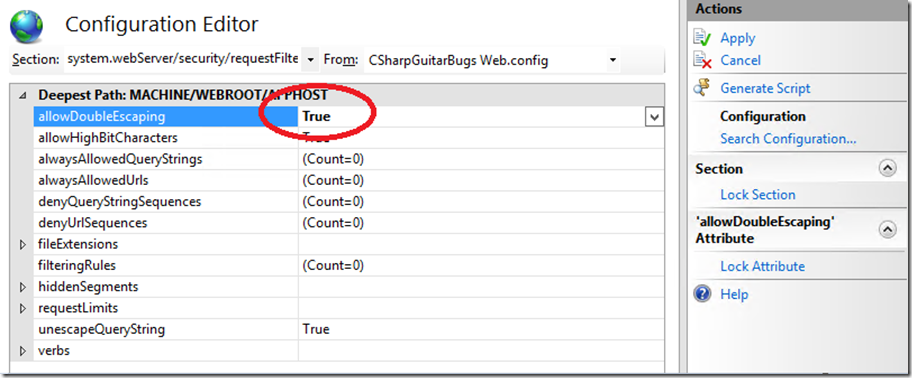 Configuration Editor
Section: system.webServer/security/requestFilte From: CSharpGuitarBugs Web.config
Deepest Path: MACHINE/WEBROOT/APPHOST
allowDoubleEscaping True
allowHighBitCharacters True
alwaysAllowedQueryStrings (Count=0)
alwaysAllowedUrls (Count=0)
denyQueryStringSequences (Count=0)
denyUrlSequences (Count=0)
fileExtensions
filteringRules (Count=0)
hiddenSegments
requestLimits
unescapeQueryString True
verbs
Actions
Apply
Cancel
Generate Script
Configuration
Search Configuration...
Section
Lock Section
'allowDoubleEscaping'
Attribute
Lock Attribute
Help